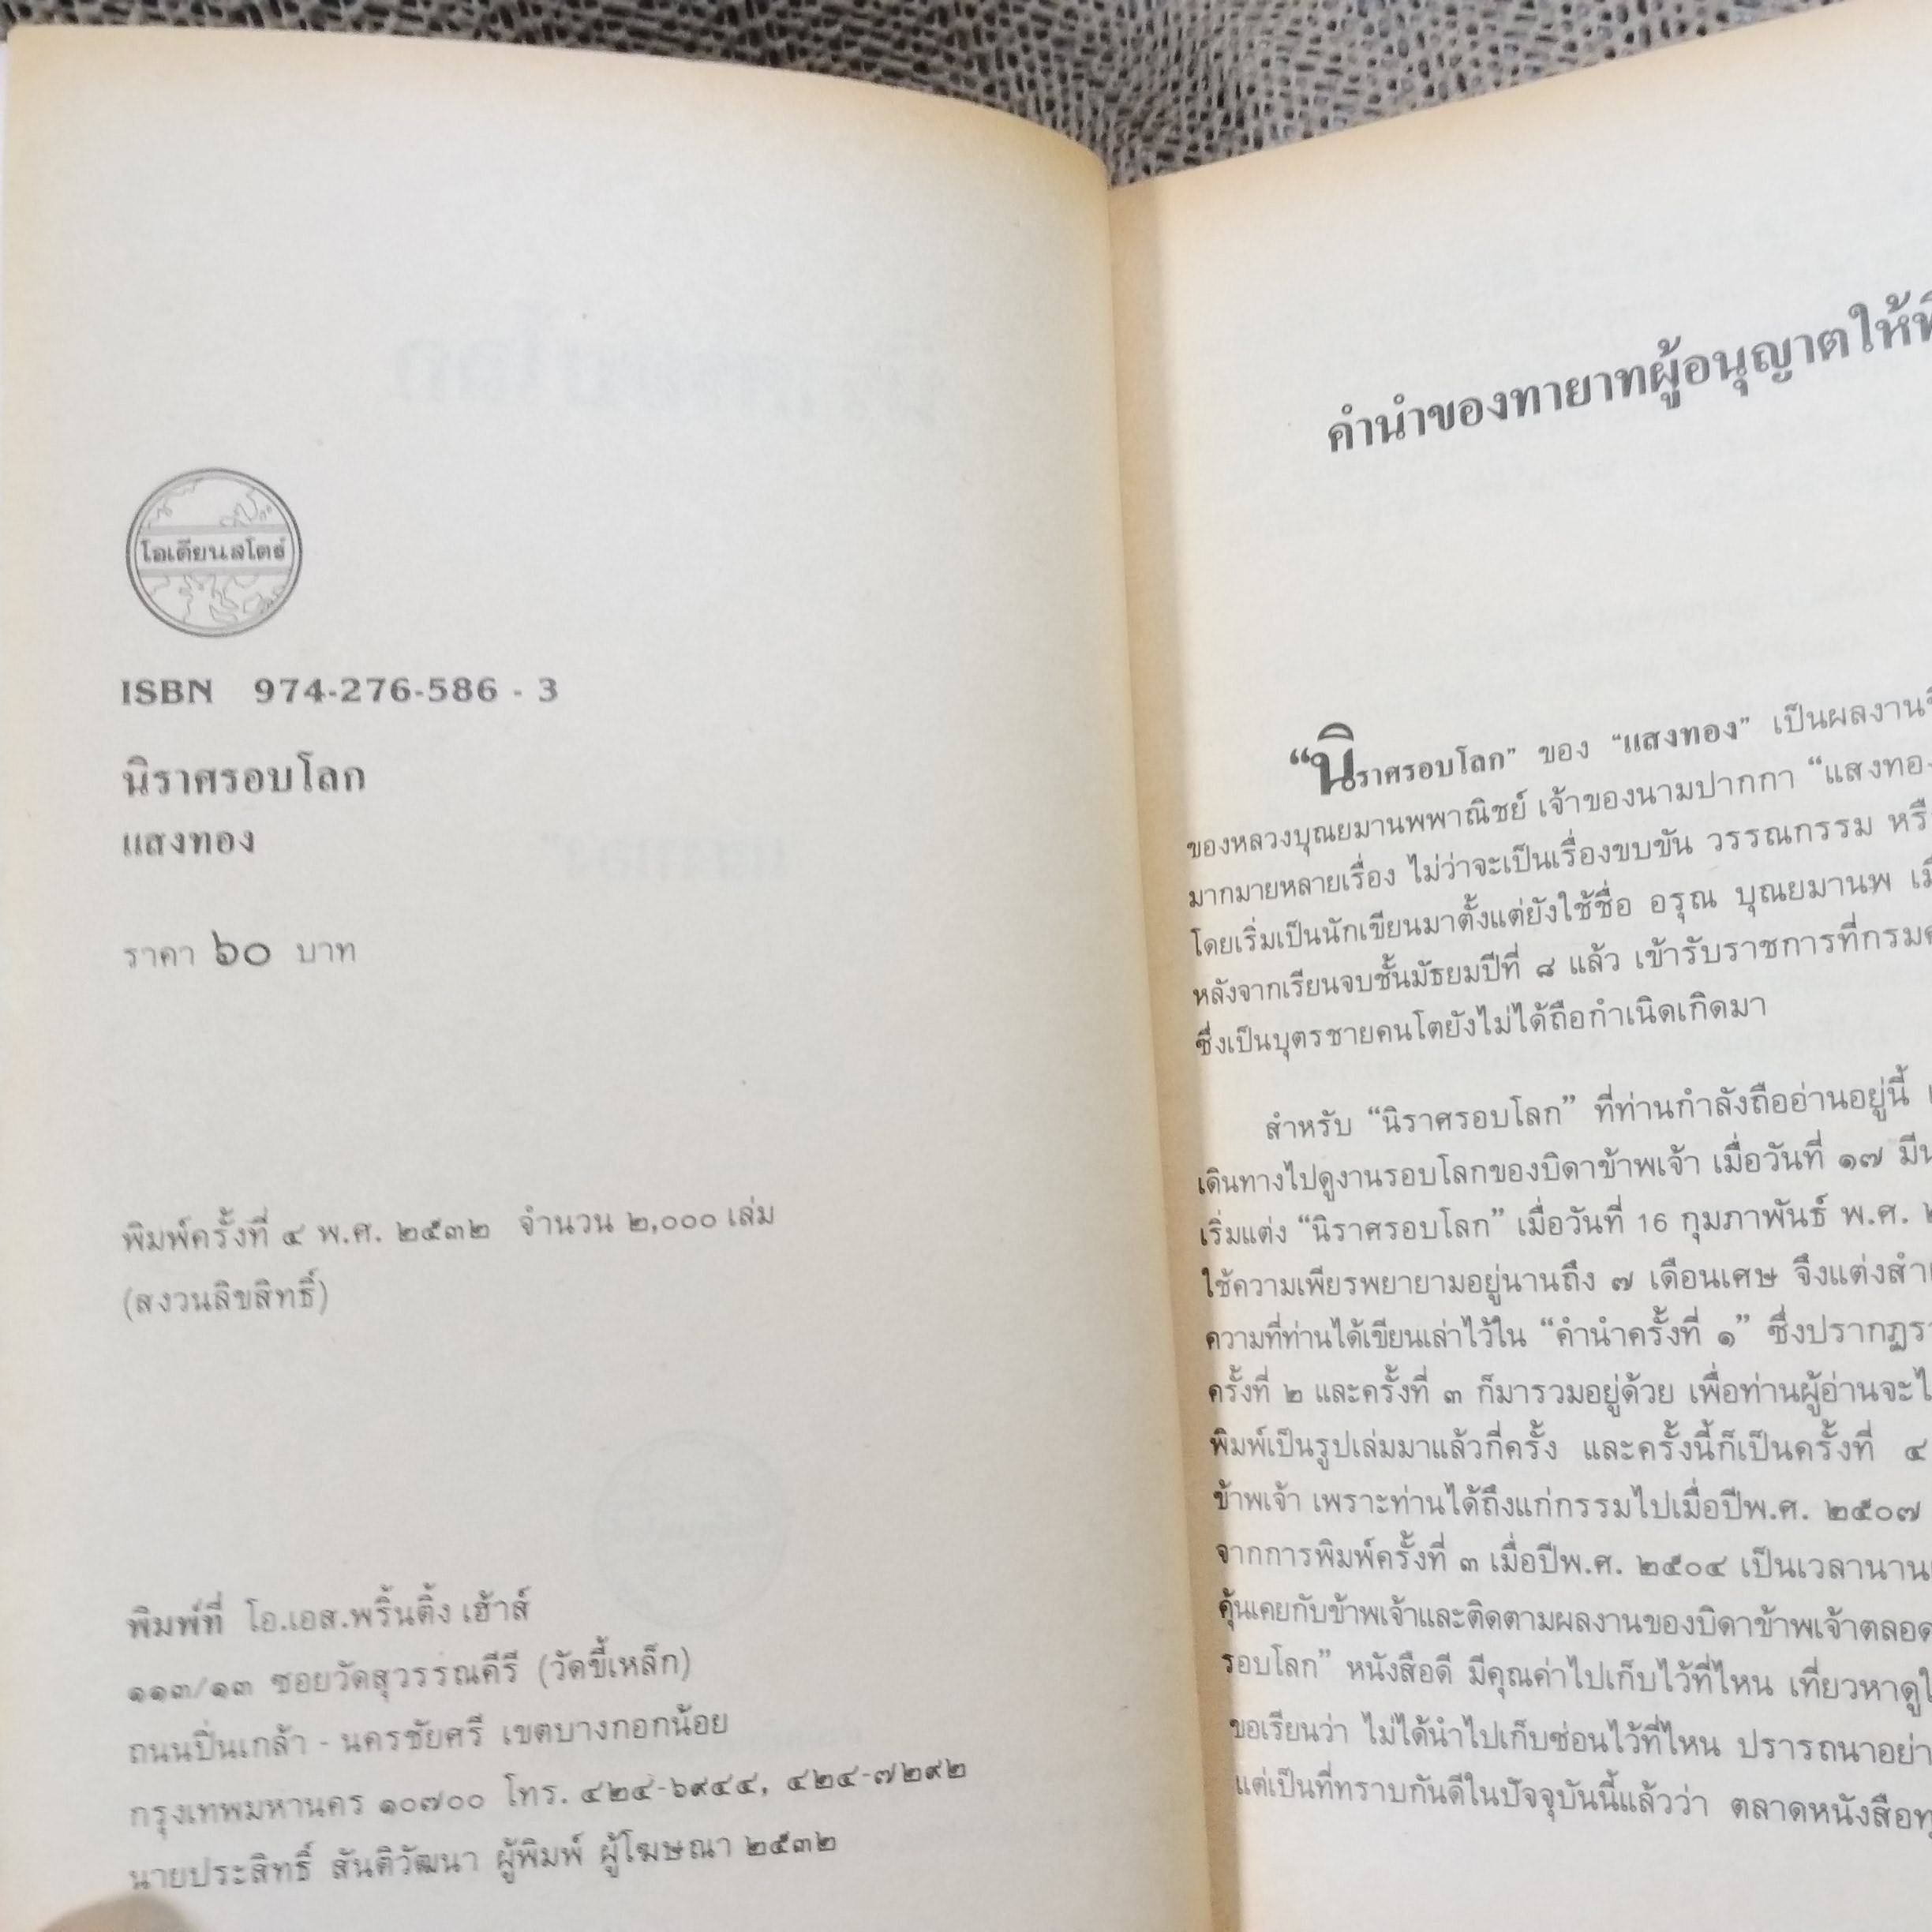 โอเดียนสโตร์
ISBN 974-276-586 - 3
นิราศรอบโลก
แสงทอง
ราคา ๖๐ บาท
พิมพ์ครั้งที่ ๔ พ.ศ. ๒๕๓๒ จำนวน ๒,๐๐๐ เล่ม
(สงวนลิขสิทธิ์)
พิมพ์ที่ โอ.เอส.พริ้นติ้ง เฮ้าส์
๑๑๓/๑๓ ซอยวัดสุวรรณคีรี (วัดขี้เหล็ก)
ถนนปิ่นเกล้า - นครชัยศรี เขตบางกอกน้อย
กรุงเทพมหานคร ๑๐๗๐๐ โทร. ๔๒๔-๖๙๔๔, ๔๒๔-๗๒๙๒
นายประสิทธิ์ สันติวัฒนา ผู้พิมพ์ ผู้โฆษณา ๒๕๓๒
คำนำของทายาทผู้อนุญาตให้
“นิราศรอบโลก” ของ “แสงทอง” เป็นผลงาน
ของหลวงบุณยมานพพาณิชย์ เจ้าของนามปากกา “แสงทอง
มากมายหลายเรื่อง ไม่ว่าจะเป็นเรื่องขบขัน วรรณกรรม หรื
โดยเริ่มเป็นนักเขียนมาตั้งแต่ยังใช้ชื่อ อรุณ บุณยมานพ
หลังจากเรียนจบชั้นมัธยมปีที่ ๘ แล้ว เข้ารับราชการที่กรม
ซึ่งเป็นบุตรชายคนโตยังไม่ได้ถือกำเนิดเกิดมา
สำหรับ “นิราศรอบโลก” ที่ท่านกำลังถืออ่านอยู่นี้
เดินทางไปดูงานรอบโลกของบิดาข้าพเจ้า เมื่อวันที่ ๑๗ มีน
เริ่มแต่ง “นิราศรอบโลก” เมื่อวันที่ 16 กุมภาพันธ์ พ.ศ.
ใช้ความเพียรพยายามอยู่นานถึง ๗ เดือนเศษ จึงแต่งสำ
ความที่ท่านได้เขียนเล่าไว้ใน “คำนำครั้งที่ ๑” ซึ่งปรากฏ
ครั้งที่ ๒ และครั้งที่ ๓ ก็มารวมอยู่ด้วย เพื่อท่านผู้อ่านจะ
พิมพ์เป็นรูปเล่มมาแล้วกี่ครั้ง และครั้งนี้ก็เป็นครั้งที่ ๔
ข้าพเจ้า เพราะท่านได้ถึงแก่กรรมไปเมื่อปีพ.ศ. ๒๕๐๗
จากการพิมพ์ครั้งที่ ๓ เมื่อปีพ.ศ. ๒๕๐๔ เป็นเวลานาน
คุ้นเคยกับข้าพเจ้าและติดตามผลงานของบิดาข้าพเจ้าตลอด
รอบโลก” หนังสือดี มีคุณค่าไปเก็บไว้ที่ไหน เที่ยวหาดู
ขอเรียนว่า ไม่ได้นำไปเก็บซ่อนไว้ที่ไหน ปรารถนาอย่า
แต่เป็นที่ทราบกันดีในปัจจุบันนี้แล้วว่า ตลาดหนังสือ